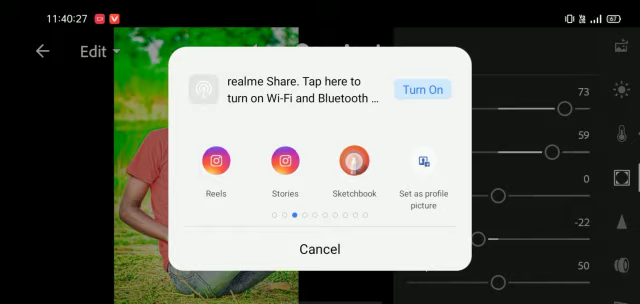 11:40:27
67
Edit
realme Share. Tap here to
turn on Wi-Fi and Bluetooth ...
Turn On
Reels
Stories
Sketchbook
Set as profile
picture
Cancel
73
59
0
-22
50